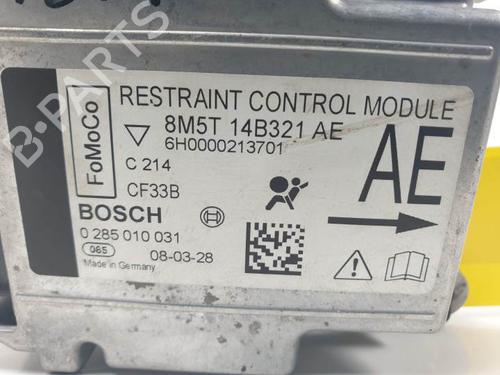 FoMoCo
RESTRAINT CONTROL MODULE
8M5T 14B321 AE
6H0000213701
C 214
CF33B
AE
BOSCH
0 285 010 031
065 08-03-28
Made in Germany
B-PARTS